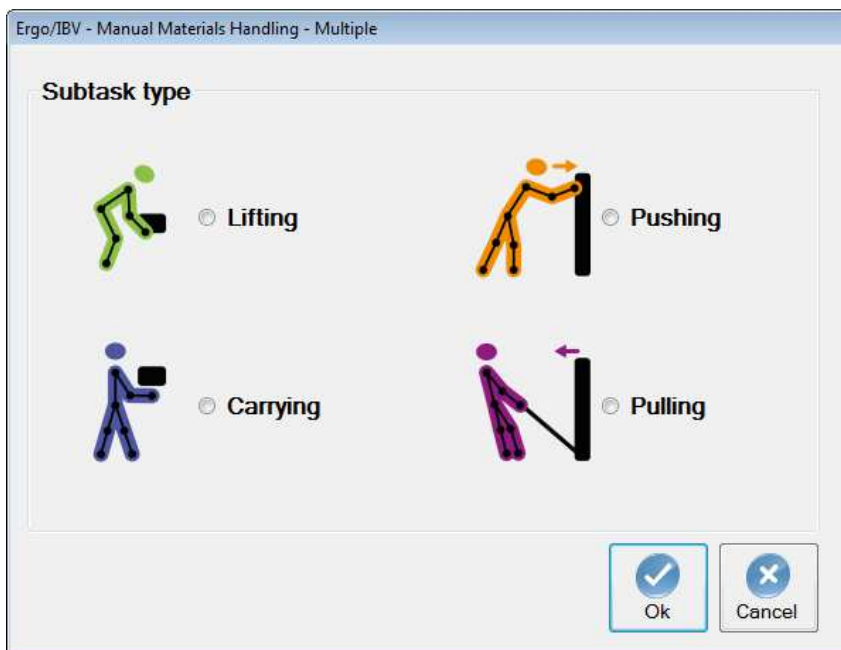 Ergo/IBV - Manual Materials Handling - Multiple
Subtask type
Lifting
Pushing
Carrying
Pulling
Ok
Cancel